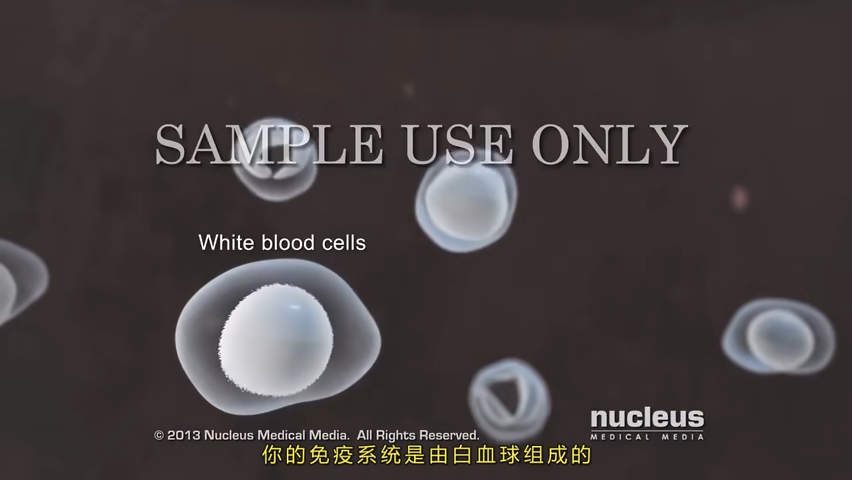 SAMPLE USE ONLY
White blood cells
nucleus
MEDICAL MEDIA
© 2013 Nucleus Medical Media. All Rights Reserved.
你的免疫系统是由白血球组成的